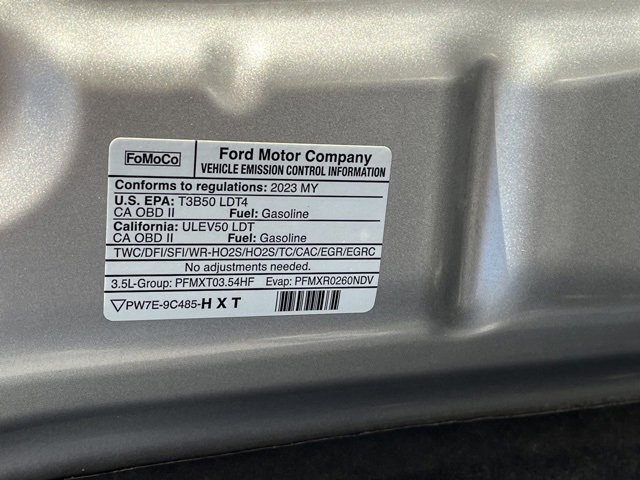 FoMoCo
Ford Motor Company
VEHICLE EMISSION CONTROL INFORMATION
Conforms to regulations: 2023 MY
U.S. EPA: T3B50 LDT4
CA OBD II Fuel: Gasoline
California: ULEV50 LDT
CA OBD II Fuel: Gasoline
TWC/DFI/SFI/WR-HO2S/HO2S/TC/CAC/EGR/EGRC
No adjustments needed.
3.5L-Group: PFMXT03.54HF Evap: PFMXR0260NDV
PW7E-9C485-HXT